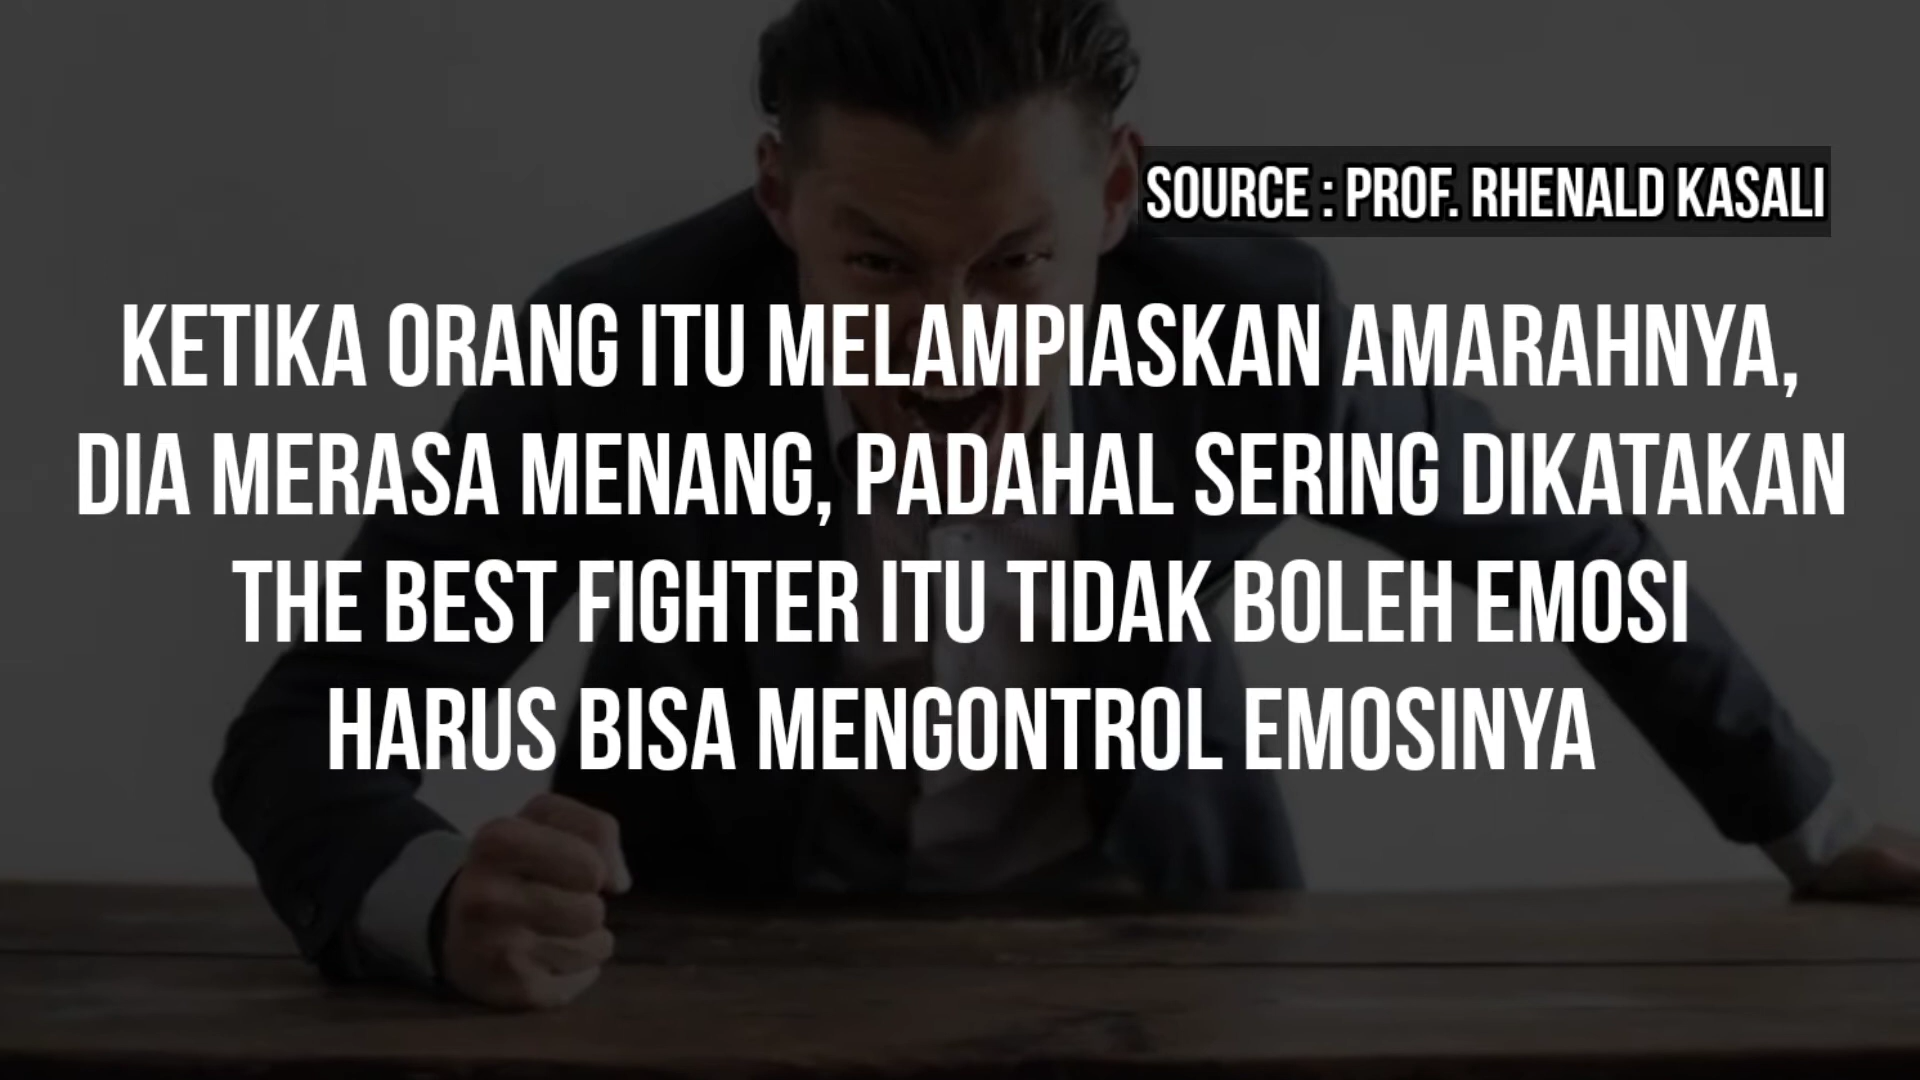 SOURCE : PROF. RHENALD KASALI
KETIKA ORANG ITU MELAMPIASKAN AMARAHNYA,
DIA MERASA MENANG, PADAHAL SERING DIKATAKAN
THE BEST FIGHTER ITU TIDAK BOLEH EMOSI
HARUS BISA MENGONTROL EMOSINYA